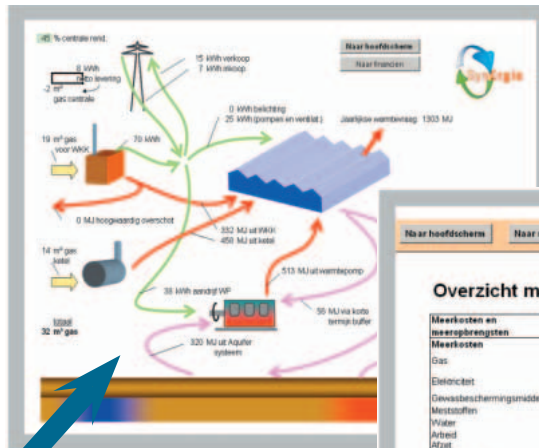 -45 % centrale rend.
15 kWh verkoop
7 kWh inkoop
Naar hoofdscherm
Naar financien
Synergie
8 kWh
netto levering
-2 m³
gas centrale
0 kWh belichting
25 kWh (pompen en ventilat.)
Jaarlijkse warmtevraag: 1303 MJ
19 m³ gas
voor WKK
70 kWh
0 MJ hoogwaardig overschot
332 MJ uit WKK
458 MJ uit ketel
14 m³ gas
ketel
513 MJ uit warmtepomp
38 kWh aandrijf WP
56 MJ via korte
termijn buffer
totaal
32 m³ gas
320 MJ uit Aquifer
systeem
Naar hoofdscherm
Naar
Overzicht m
Meerkosten en
meeropbrengsten
Meerkosten
Gas
Elektriciteit
Gewasbeschermingsmidde
Meststoffen
Water
Arbeid
Afzet